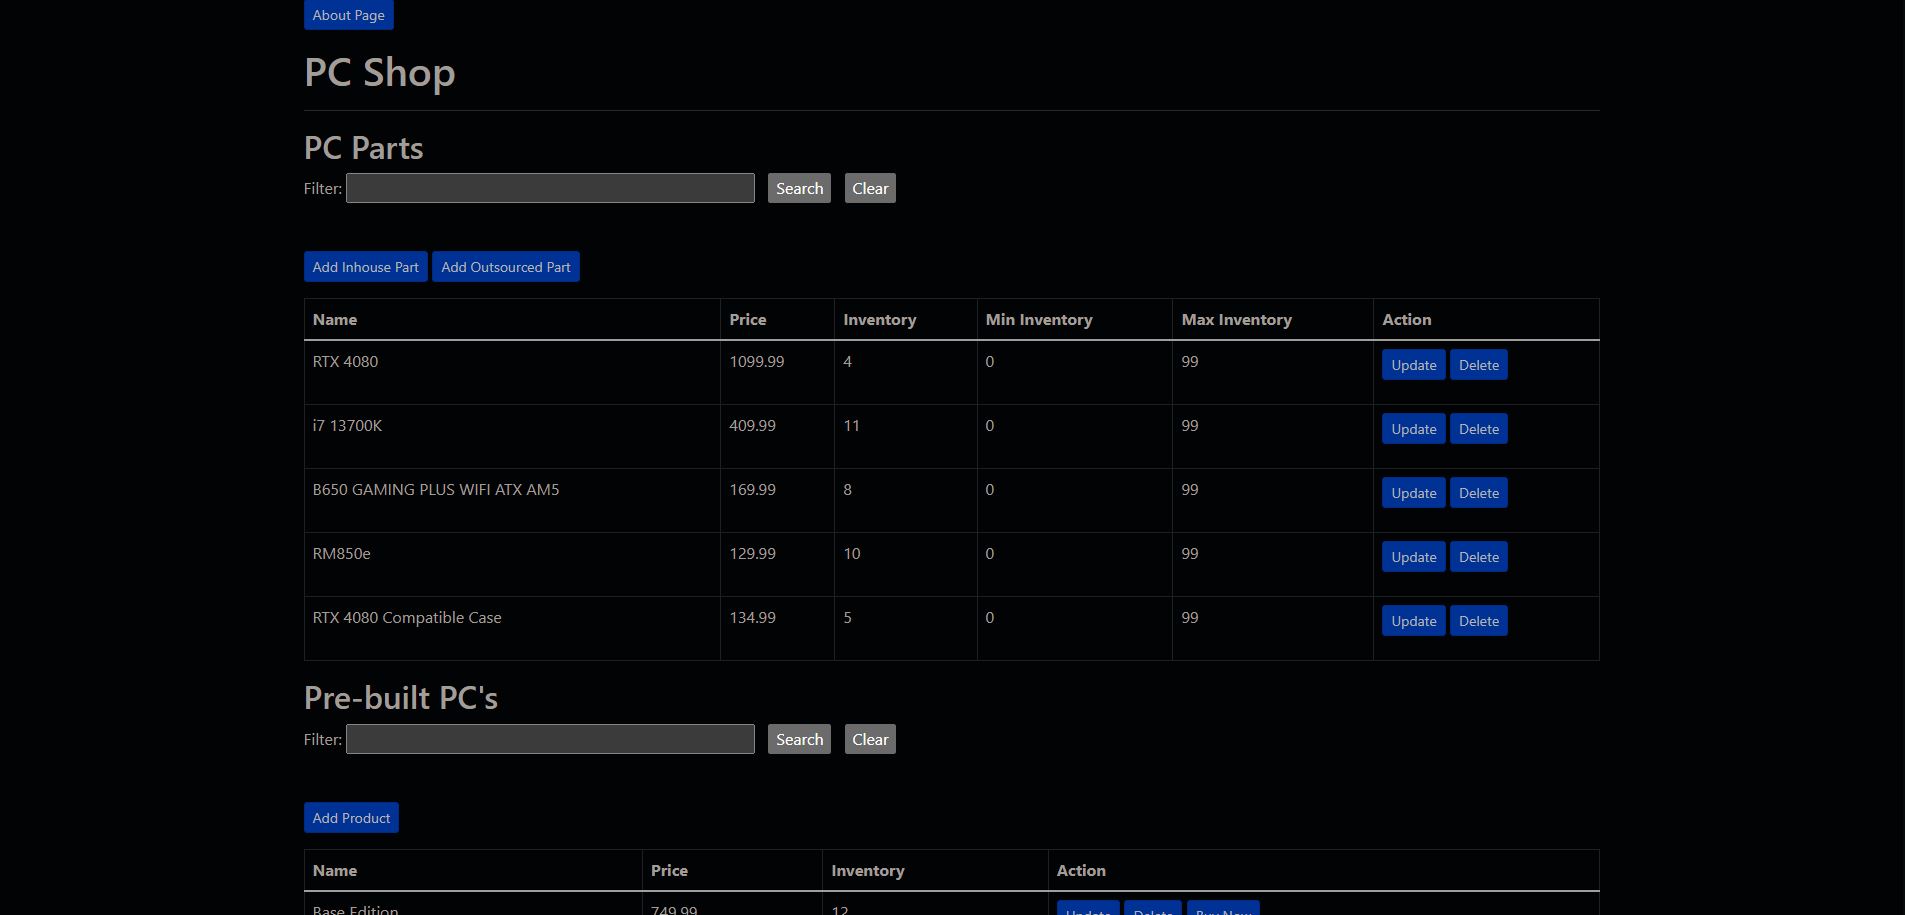 About Page
PC Shop
PC Parts
Filter: Search Clear
Add Inhouse Part Add Outsourced Part
Name Price Inventory Min Inventory Max Inventory Action
RTX 4080 1099.99 4 0 99 Update Delete
i7 13700K 409.99 11 0 99 Update Delete
B650 GAMING PLUS WIFI ATX AM5 169.99 8 0 99 Update Delete
RM850e 129.99 10 0 99 Update Delete
RTX 4080 Compatible Case 134.99 5 0 99 Update Delete
Pre-built PC's
Filter: Search Clear
Add Product
Name Price Inventory Action
Base Edition 749.99 12 Update Delete Buy Now